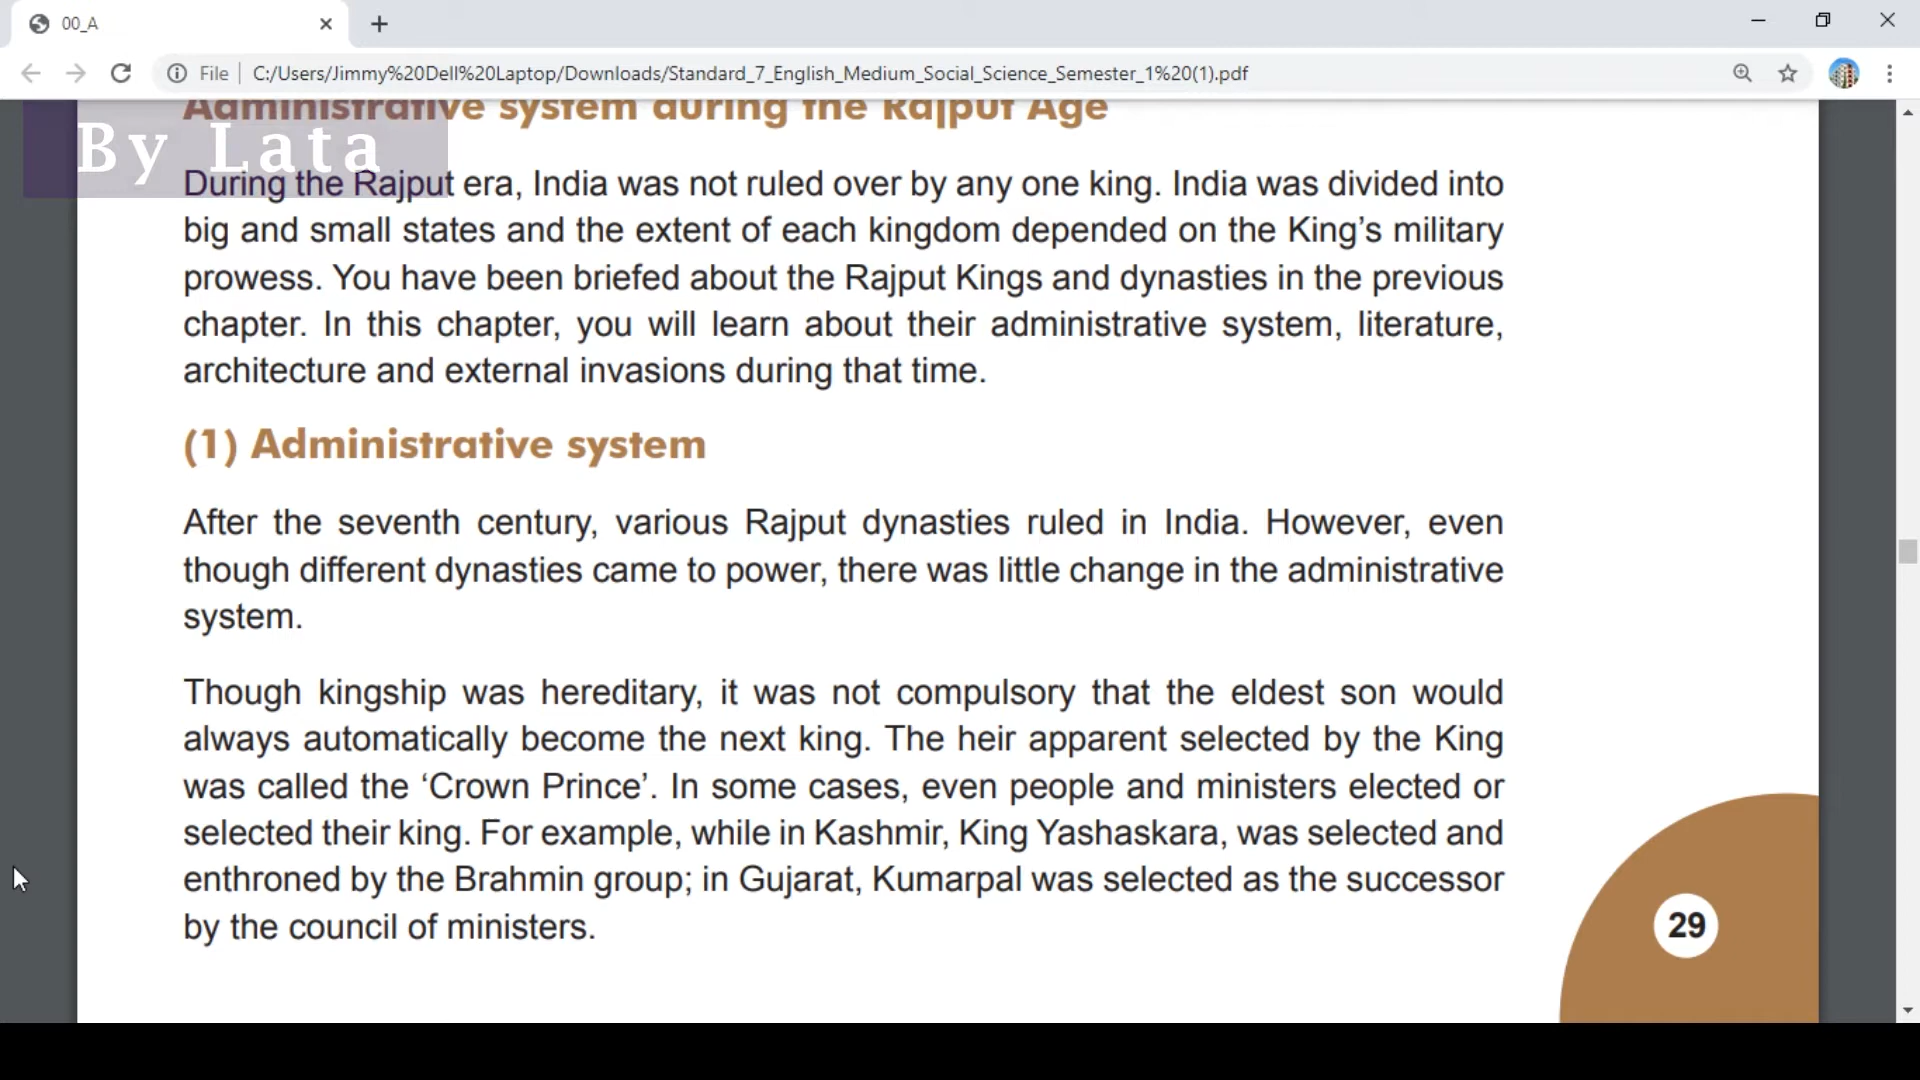 00_A
File C:/Users/Jimmy%20Dell%20Laptop/Downloads/Standard_7_English_Medium_Social_Science_Semester_1%20(1).pdf
Administrative system during the Rajput Age
By Lata
During the Rajput era, India was not ruled over by any one king. India was divided into
big and small states and the extent of each kingdom depended on the King’s military
prowess. You have been briefed about the Rajput Kings and dynasties in the previous
chapter. In this chapter, you will learn about their administrative system, literature,
architecture and external invasions during that time.
(1) Administrative system
After the seventh century, various Rajput dynasties ruled in India. However, even
though different dynasties came to power, there was little change in the administrative
system.
Though kingship was hereditary, it was not compulsory that the eldest son would
always automatically become the next king. The heir apparent selected by the King
was called the ‘Crown Prince’. In some cases, even people and ministers elected or
selected their king. For example, while in Kashmir, King Yashaskara, was selected and
enthroned by the Brahmin group; in Gujarat, Kumarpal was selected as the successor
by the council of ministers.
29